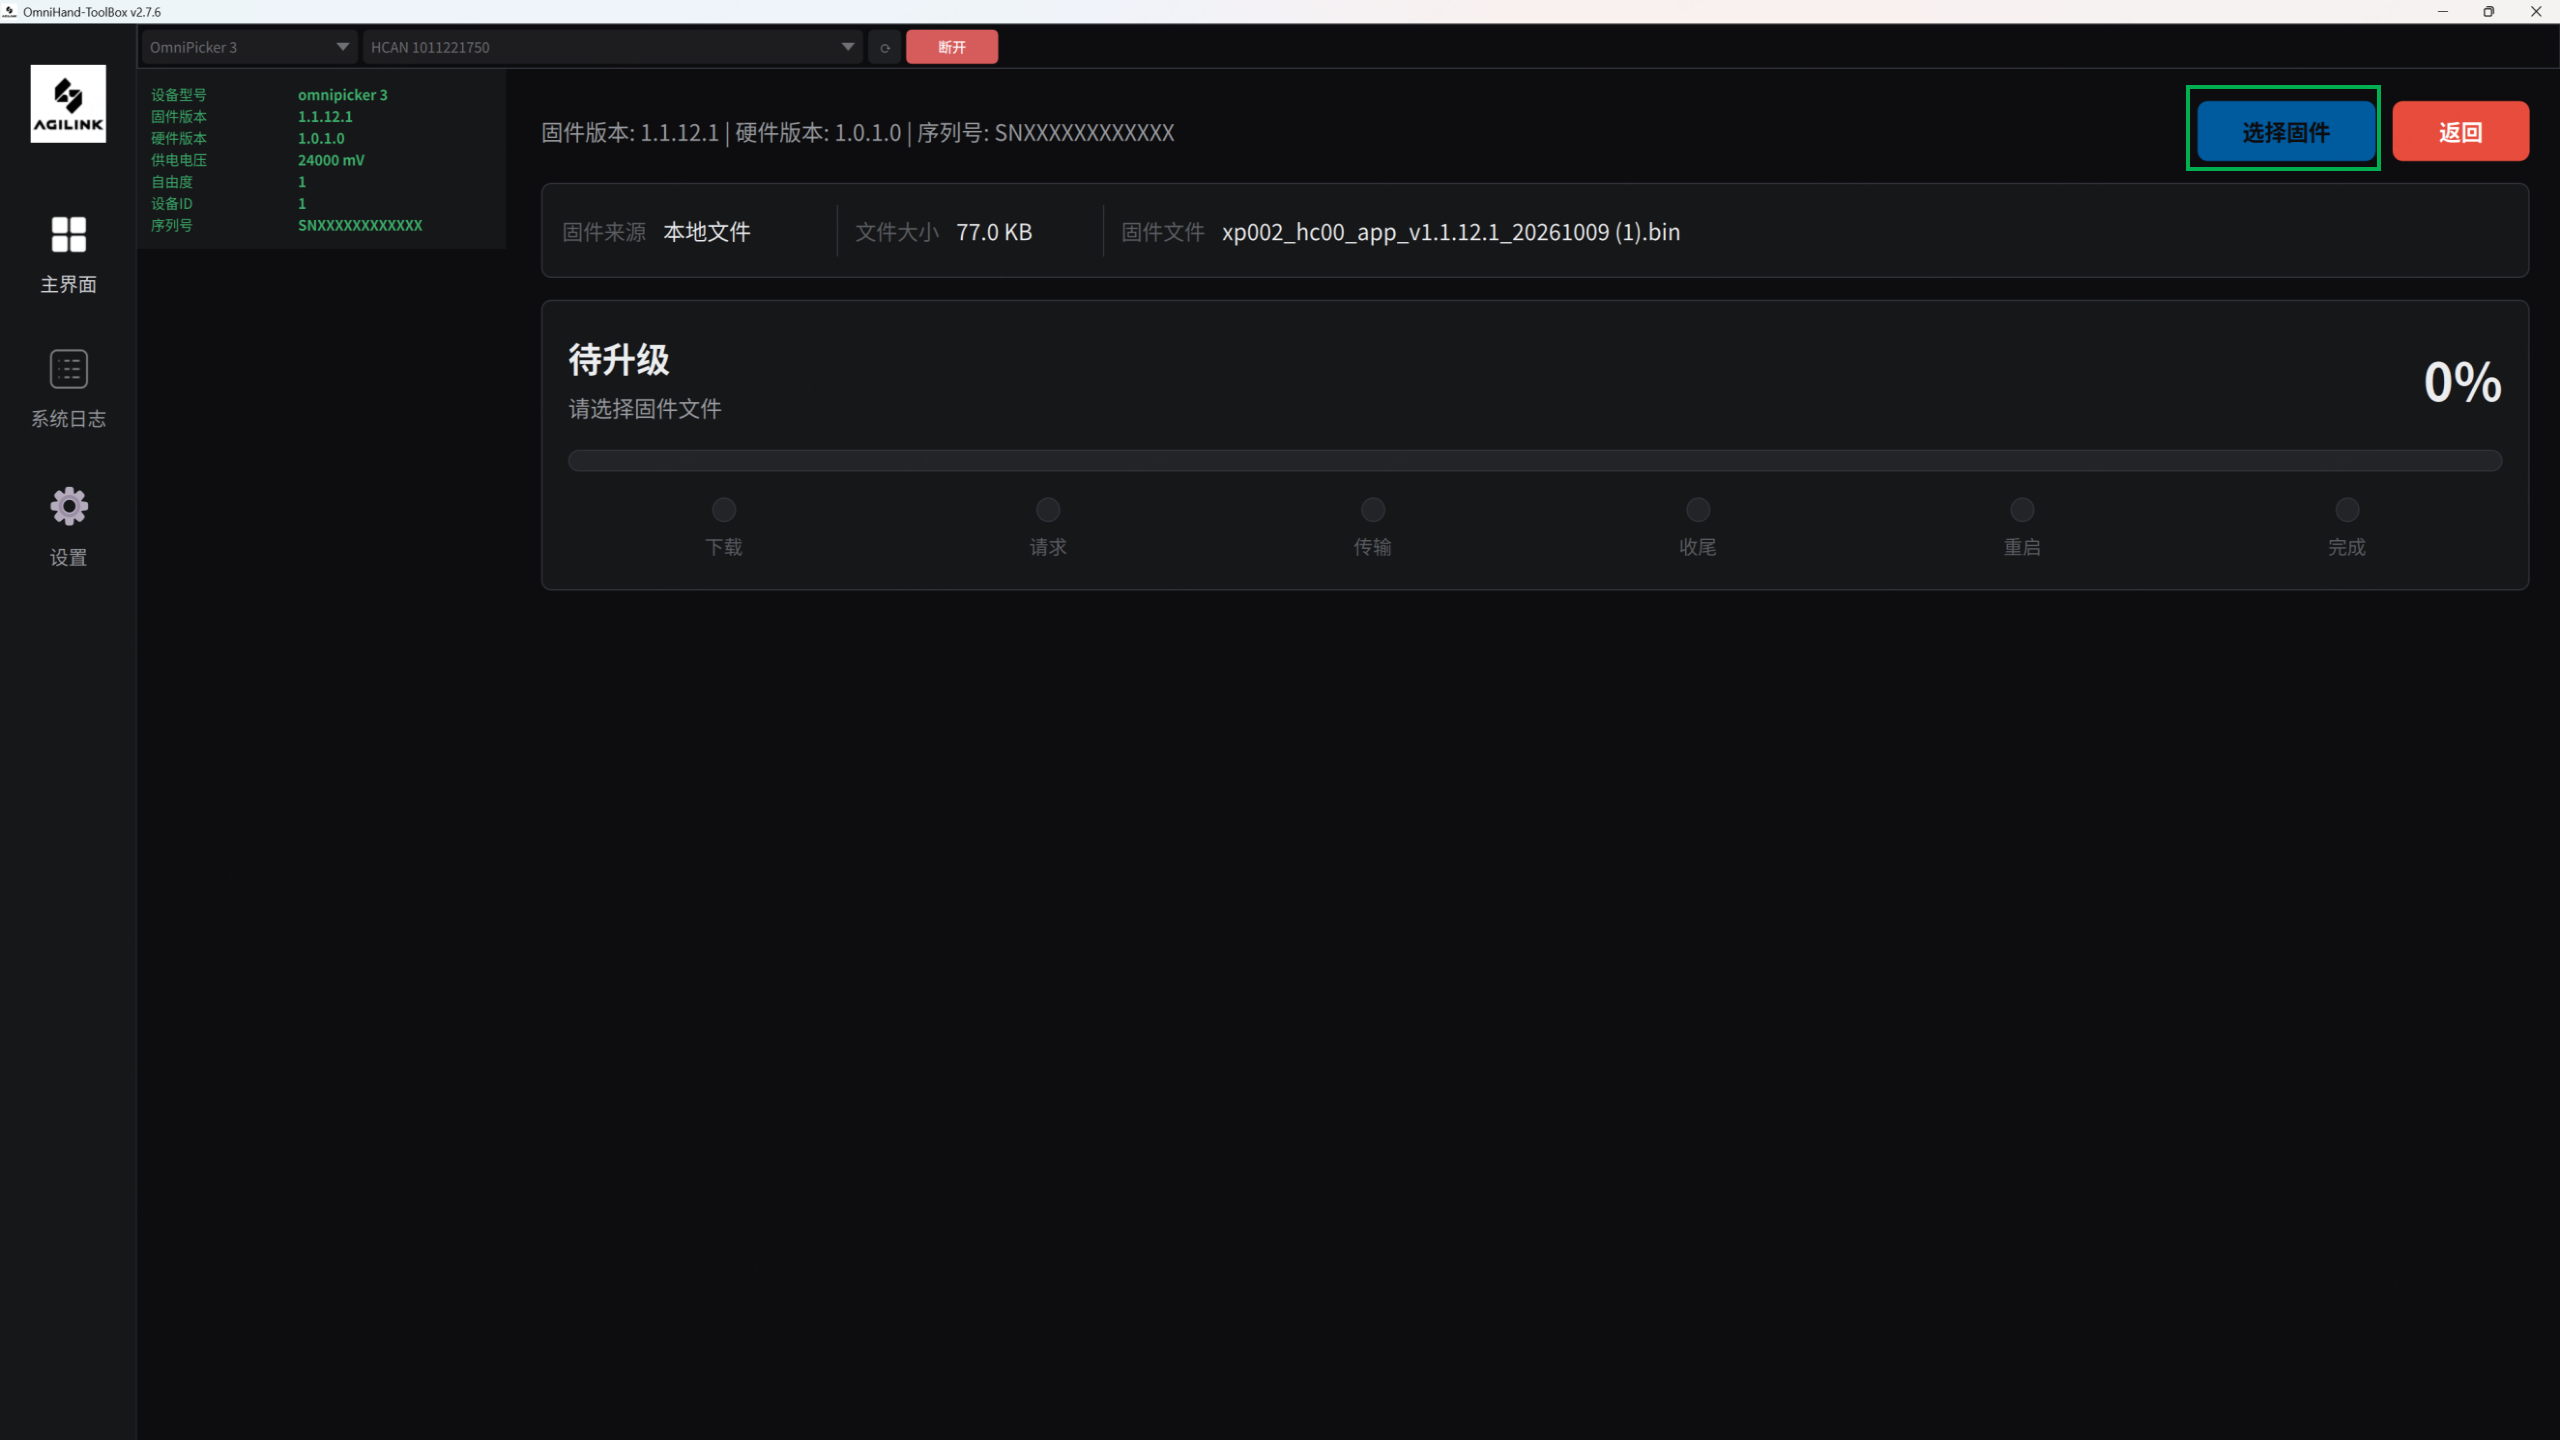 OmniHand-ToolBox v2.7.6
OmniPicker 3
HCAN 1011221750
断开
AGILINK
主界面
系统日志
设置
设备型号 omnipicker 3
固件版本 1.1.12.1
硬件版本 1.0.1.0
供电电压 24000 mV
自由度 1
设备ID 1
序列号 SNXXXXXXXXXXXX
固件版本: 1.1.12.1 | 硬件版本: 1.0.1.0 | 序列号: SNXXXXXXXXXXXX
选择固件
返回
固件来源 本地文件 文件大小 77.0 KB 固件文件 xp002_hc00_app_v1.1.12.1_20261009 (1).bin
待升级
请选择固件文件
0%
下载 请求 传输 收尾 重启 完成